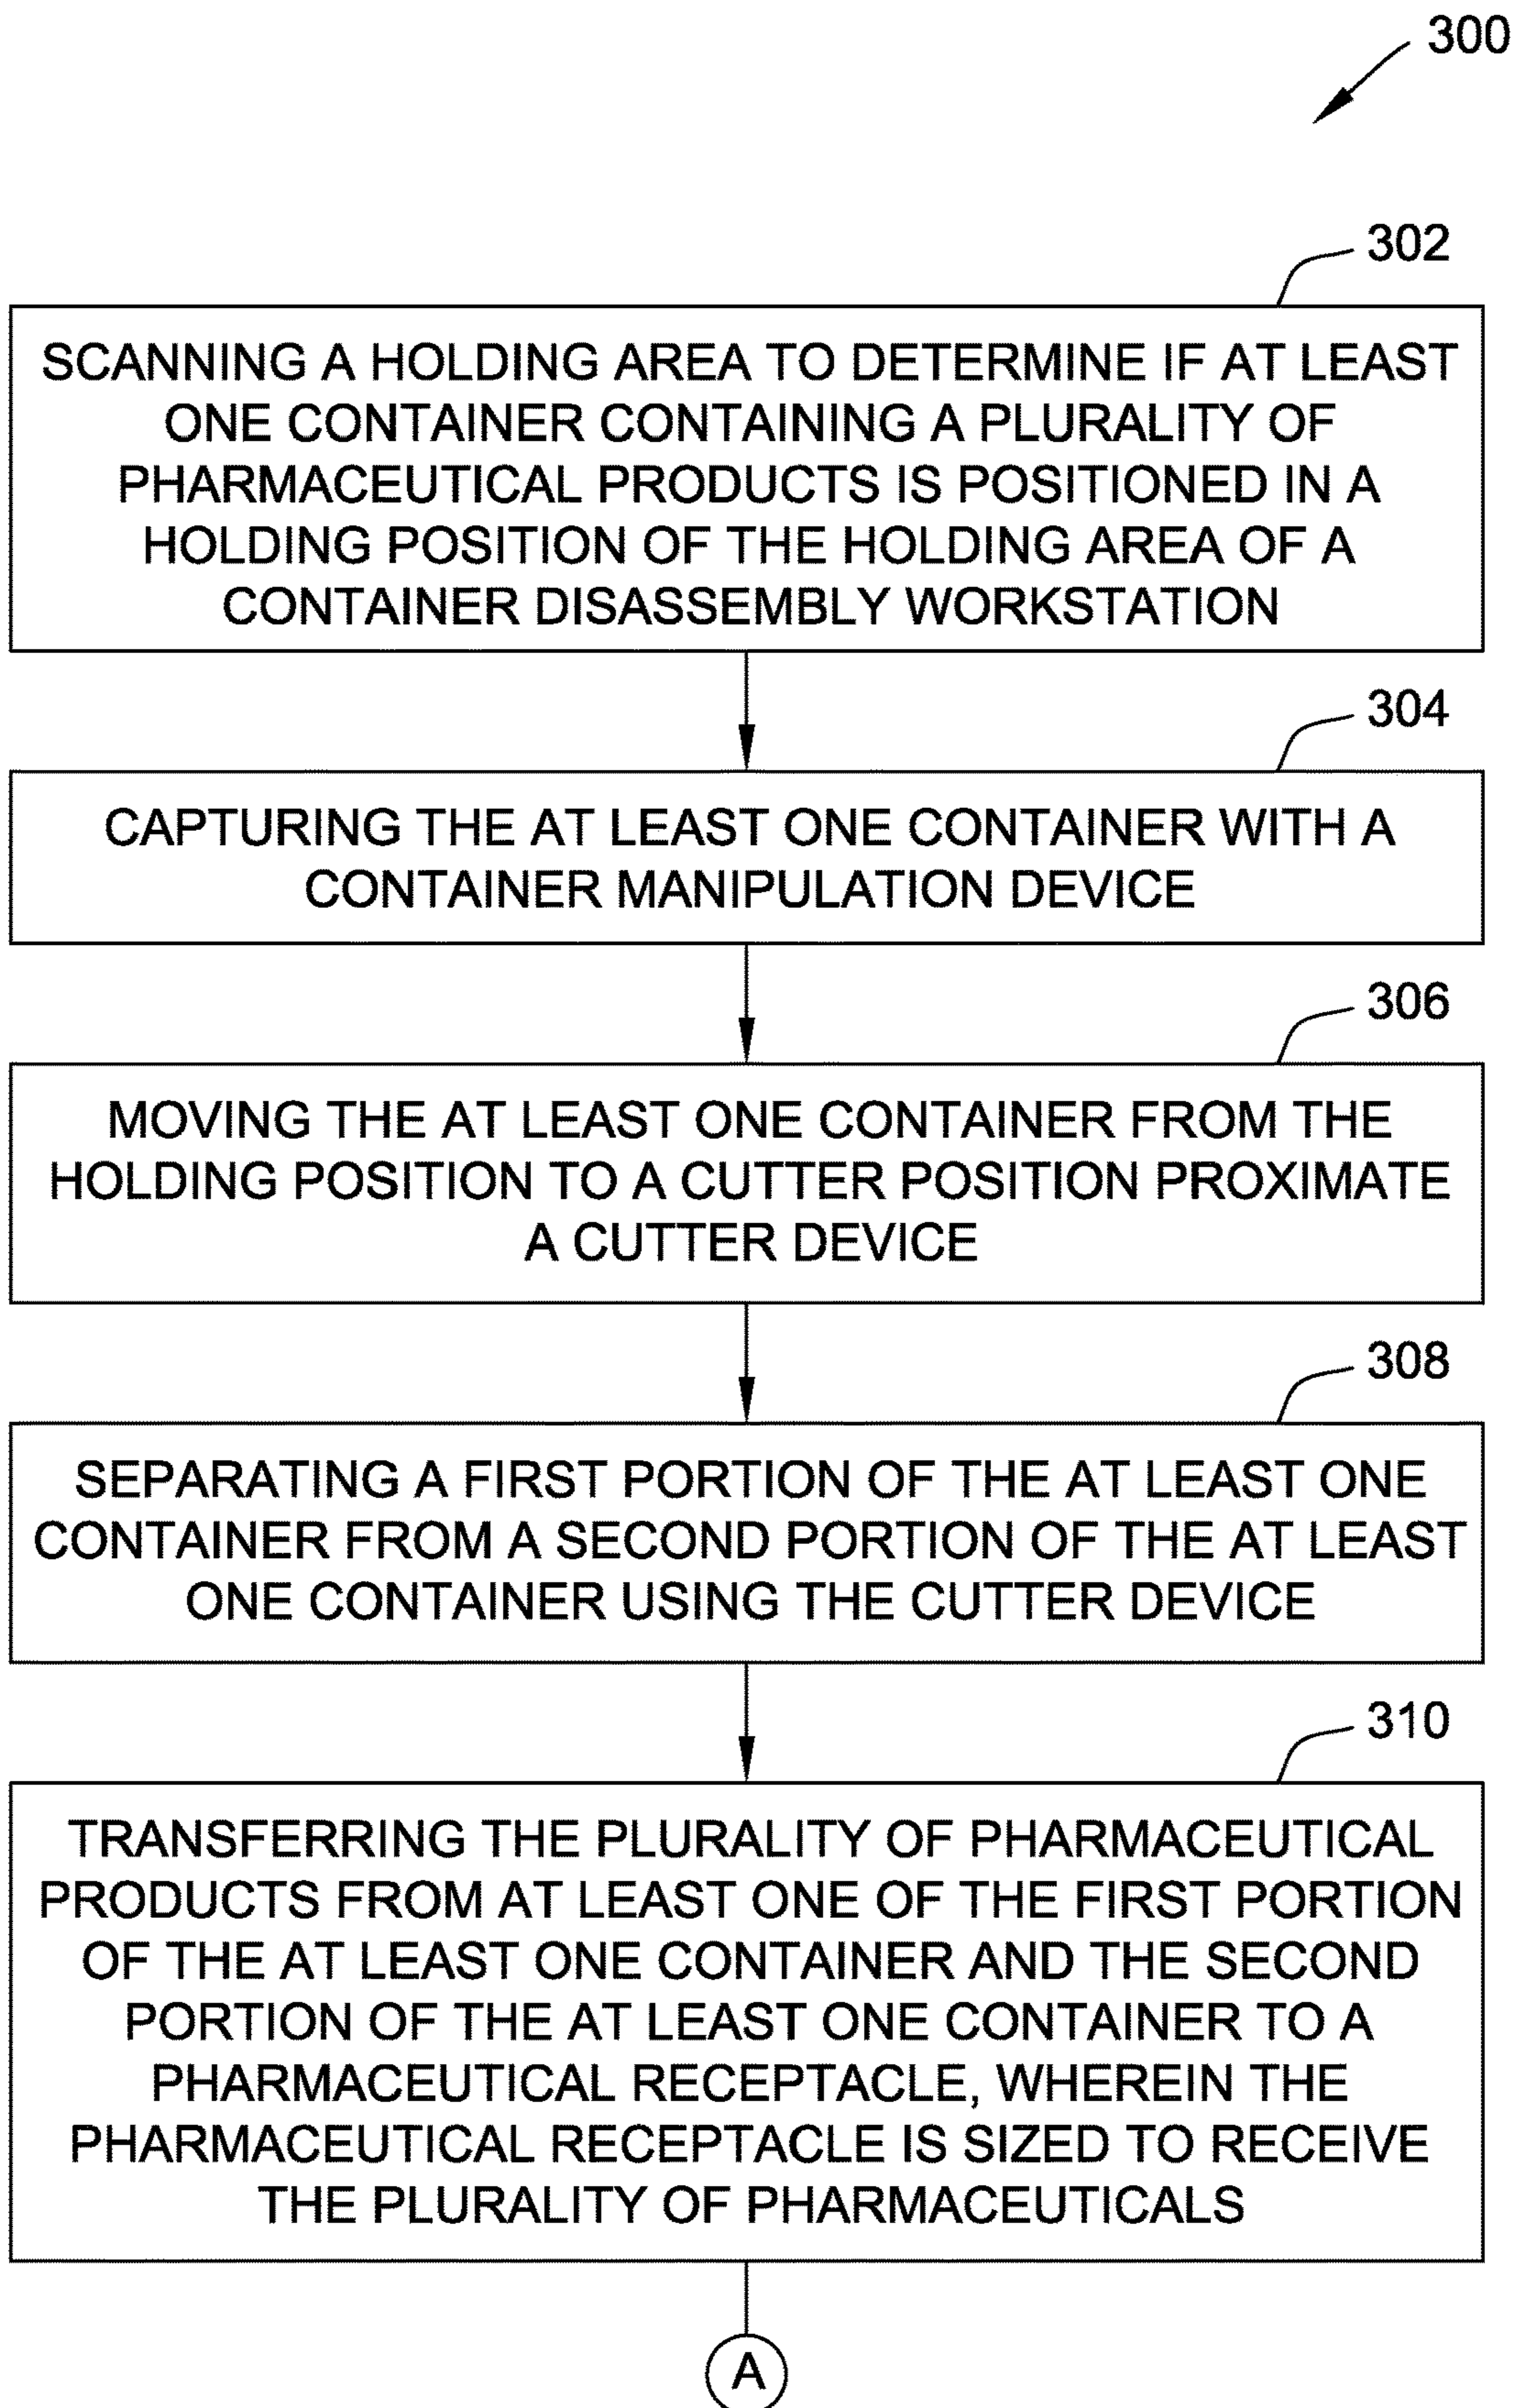 300
302
SCANNING A HOLDING AREA TO DETERMINE IF AT LEAST
ONE CONTAINER CONTAINING A PLURALITY OF
PHARMACEUTICAL PRODUCTS IS POSITIONED IN A
HOLDING POSITION OF THE HOLDING AREA OF A
CONTAINER DISASSEMBLY WORKSTATION
304
CAPTURING THE AT LEAST ONE CONTAINER WITH A
CONTAINER MANIPULATION DEVICE
306
MOVING THE AT LEAST ONE CONTAINER FROM THE
HOLDING POSITION TO A CUTTER POSITION PROXIMATE
A CUTTER DEVICE
308
SEPARATING A FIRST PORTION OF THE AT LEAST ONE
CONTAINER FROM A SECOND PORTION OF THE AT LEAST
ONE CONTAINER USING THE CUTTER DEVICE
310
TRANSFERRING THE PLURALITY OF PHARMACEUTICAL
PRODUCTS FROM AT LEAST ONE OF THE FIRST PORTION
OF THE AT LEAST ONE CONTAINER AND THE SECOND
PORTION OF THE AT LEAST ONE CONTAINER TO A
PHARMACEUTICAL RECEPTACLE, WHEREIN THE
PHARMACEUTICAL RECEPTACLE IS SIZED TO RECEIVE
THE PLURALITY OF PHARMACEUTICALS
A